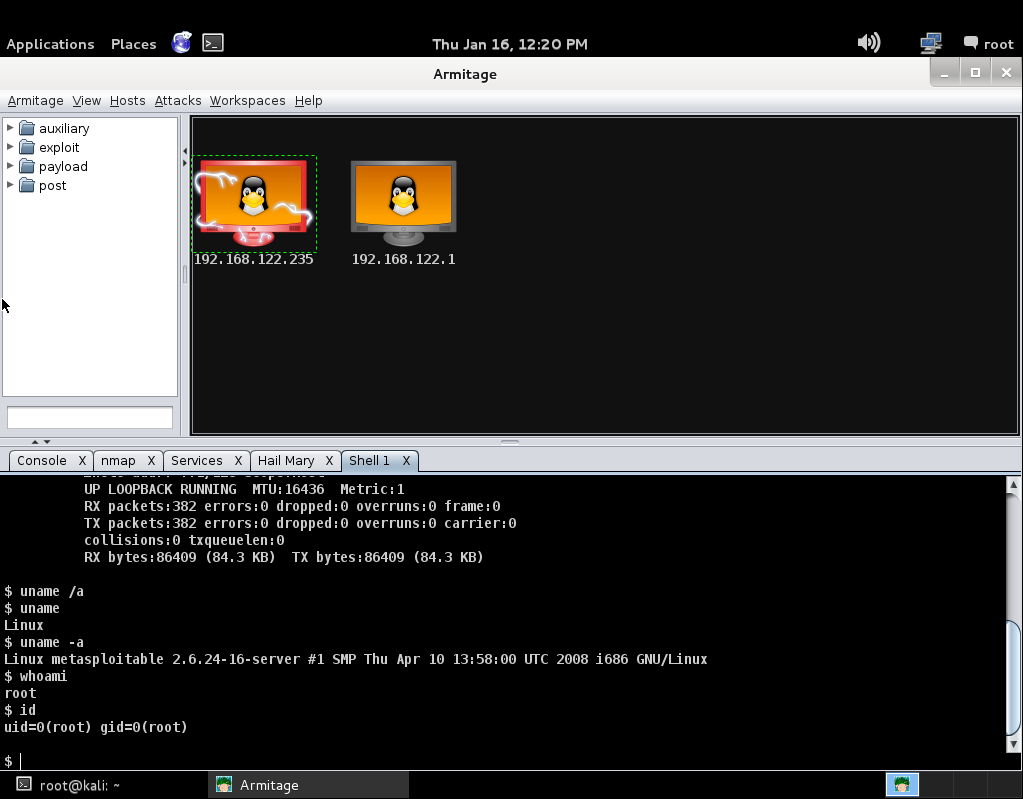 Applications Places Thu Jan 16, 12:20 PM root
Armitage
Armitage View Hosts Attacks Workspaces Help
auxiliary
exploit
payload
post
192.168.122.235 192.168.122.1
Console X nmap X Services X Hail Mary X Shell 1 X
UP LOOPBACK RUNNING MTU:16436 Metric:1
RX packets:382 errors:0 dropped:0 overruns:0 frame:0
TX packets:382 errors:0 dropped:0 overruns:0 carrier:0
collisions:0 txqueuelen:0
RX bytes:86409 (84.3 KB) TX bytes:86409 (84.3 KB)
$ uname /a
$ uname
Linux
$ uname -a
Linux metasploitable 2.6.24-16-server #1 SMP Thu Apr 10 13:58:00 UTC 2008 i686 GNU/Linux
$ whoami
root
$ id
uid=0(root) gid=0(root)
$
root@kali: ~ Armitage